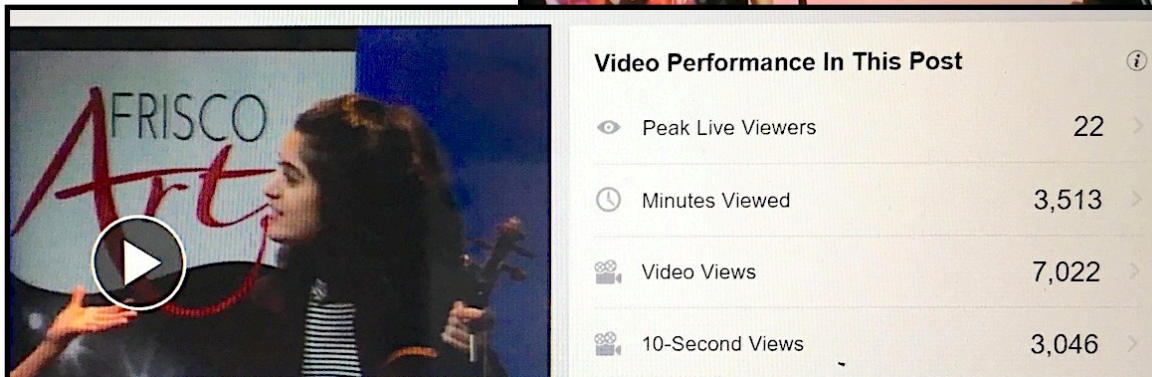 FRISCO
Art
Video Performance In This Post
Peak Live Viewers 22
Minutes Viewed 3,513
Video Views 7,022
10-Second Views 3,046